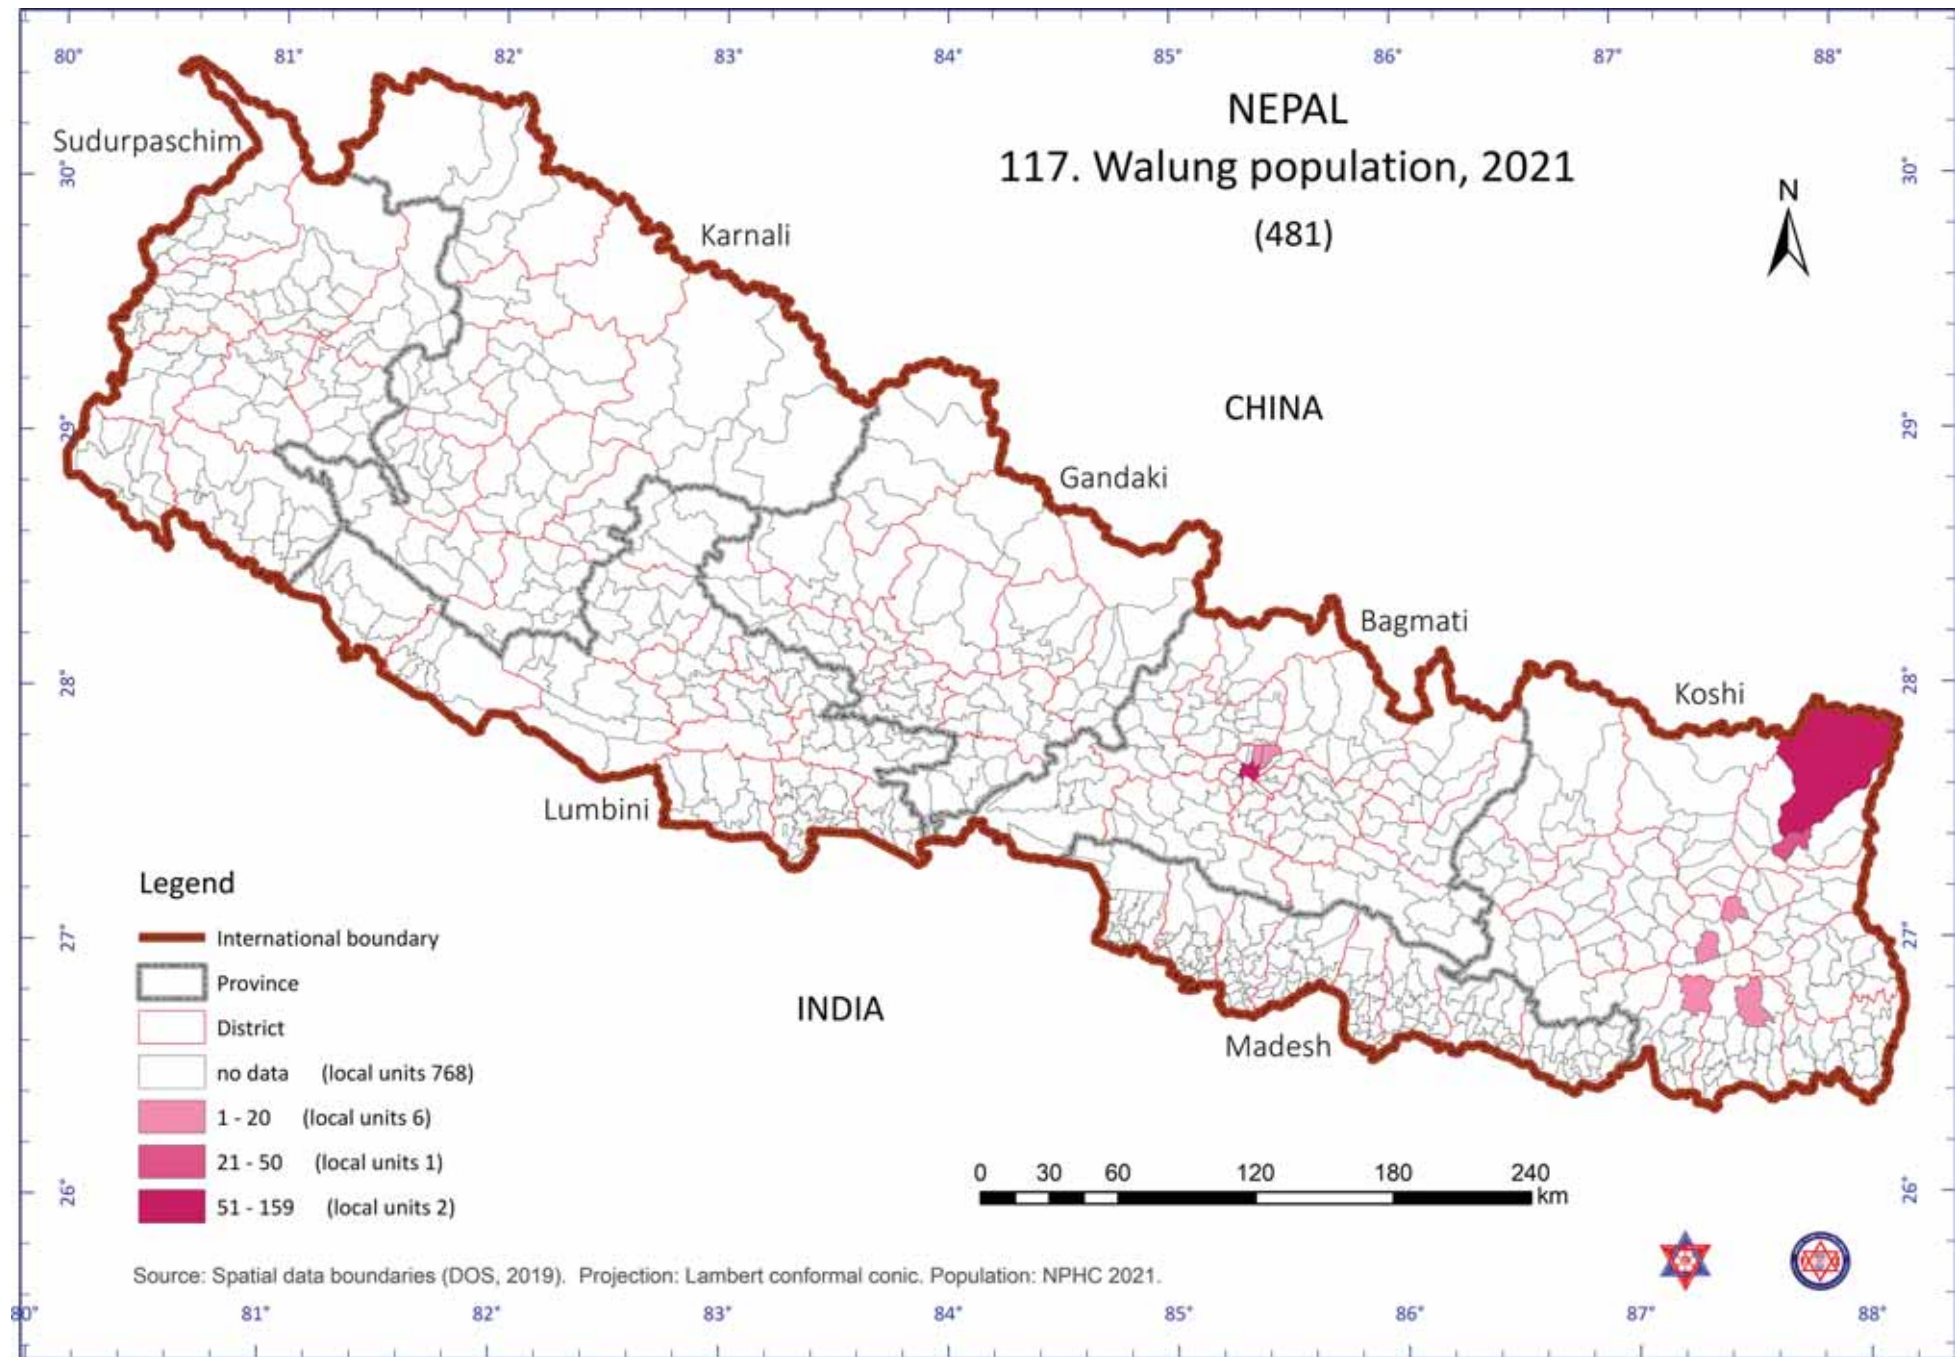 80° 81° 82° 83° 84° 85° 86° 87° 88°
NEPAL
117. Walung population, 2021
(481)
N
Sudurpaschim
30°
30°
Karnali
CHINA
29°
29°
Gandaki
Bagmati
28°
28°
Koshi
Lumbini
27°
27°
INDIA
Madesh
Legend
International boundary
Province
District
no data (local units 768)
1 - 20 (local units 6)
21 - 50 (local units 1)
51 - 159 (local units 2)
0 30 60 120 180 240
km
26°
26°
Source: Spatial data boundaries (DOS, 2019). Projection: Lambert conformal conic. Population: NPHC 2021.
80° 81° 82° 83° 84° 85° 86° 87° 88°